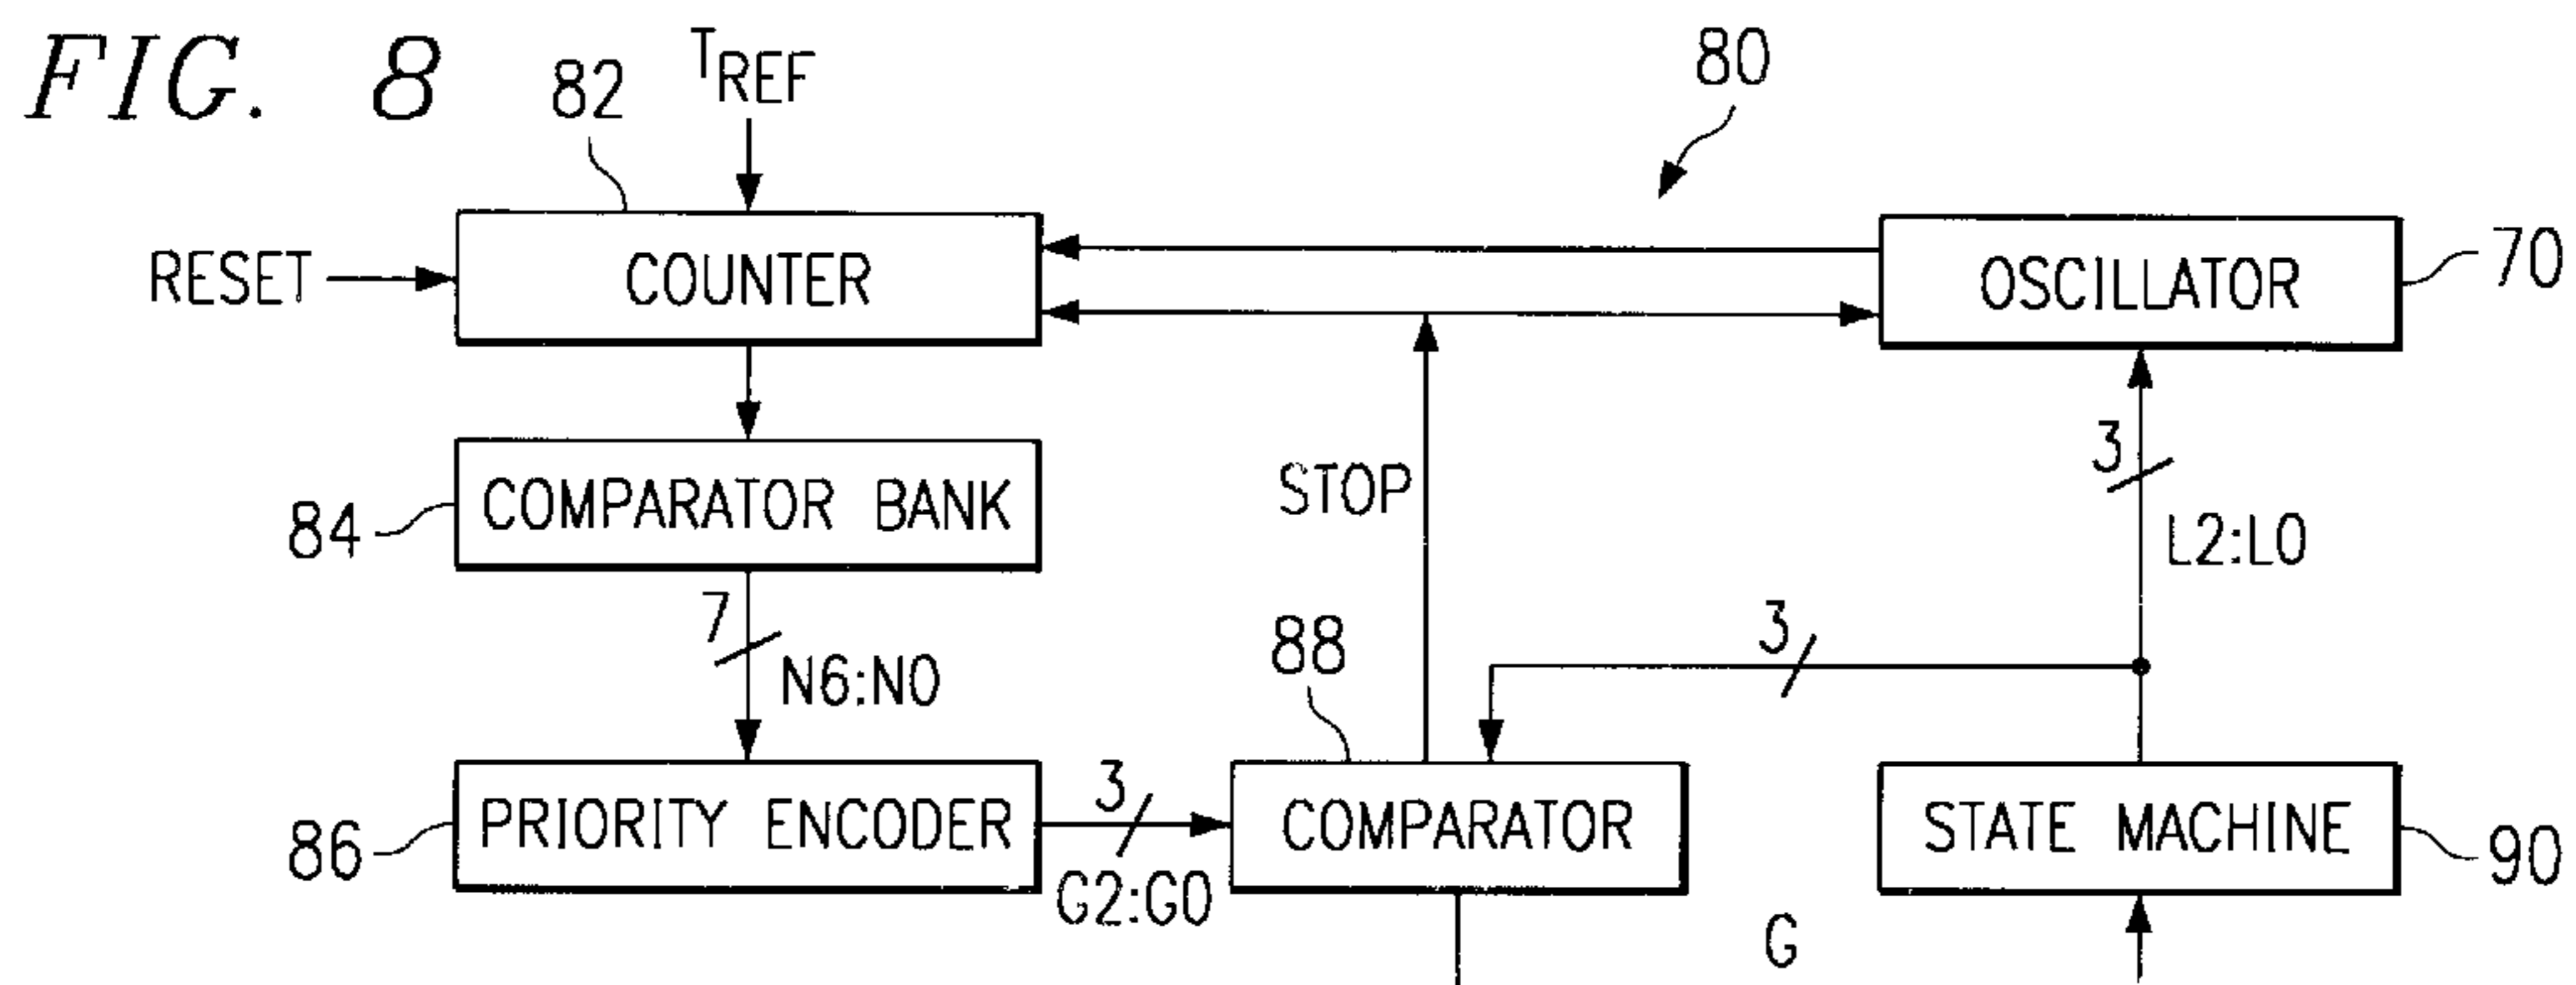 FIG. 8
T REF
82
80
RESET
COUNTER
OSCILLATOR
70
84
COMPARATOR BANK
STOP
3
L2:L0
7
N6:N0
88
3
86
PRIORITY ENCODER
3
G2:G0
COMPARATOR
STATE MACHINE
90
G